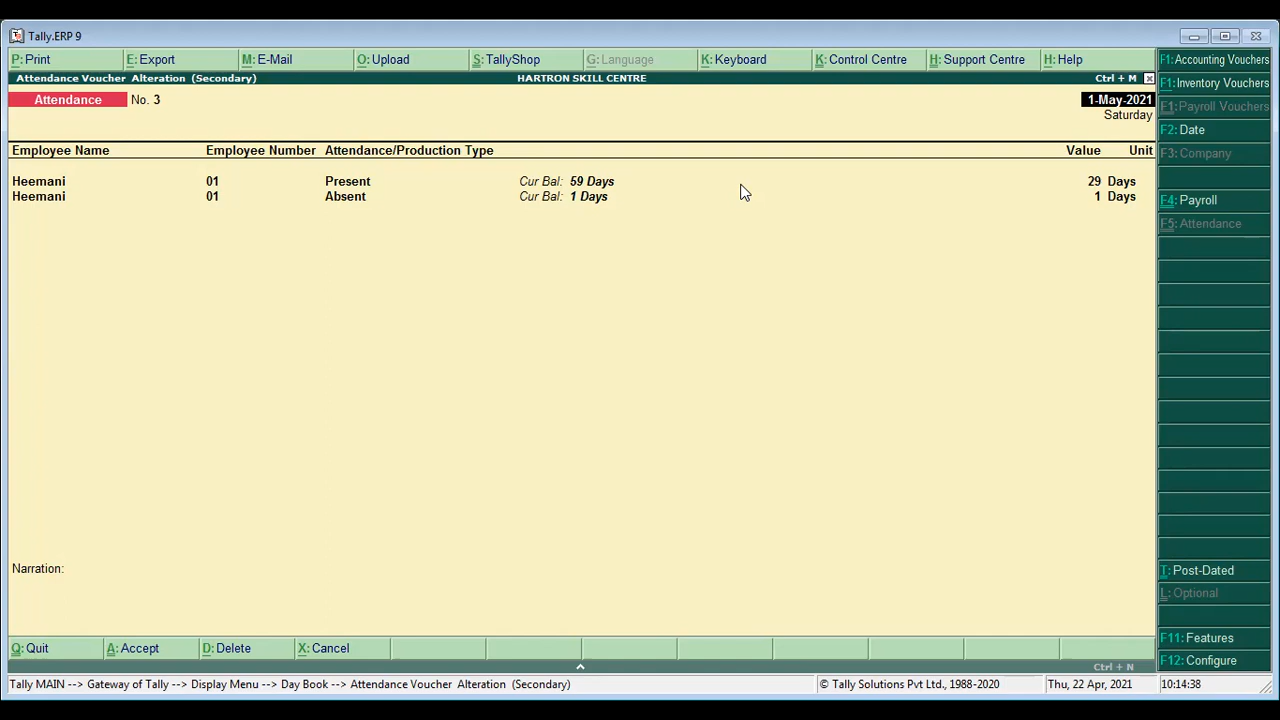 Tally.ERP 9
P: Print E: Export M: E-Mail O: Upload S: TallyShop G: Language K: Keyboard K: Control Centre H: Support Centre H: Help
Attendance Voucher Alteration (Secondary) HARTRON SKILL CENTRE Ctrl + M
Attendance No. 3 1-May-2021
Saturday
Employee Name Employee Number Attendance/Production Type Value Unit
Heemani 01 Present Cur Bal: 59 Days 29 Days
Heemani 01 Absent Cur Bal: 1 Days 1 Days
Narration:
Q: Quit A: Accept D: Delete X: Cancel
Ctrl + N
F1: Accounting Vouchers
F1: Inventory Vouchers
F1: Payroll Vouchers
F2: Date
F3: Company
F4: Payroll
F5: Attendance
T: Post-Dated
L: Optional
F11: Features
F12: Configure
Tally MAIN --> Gateway of Tally --> Display Menu --> Day Book --> Attendance Voucher Alteration (Secondary) © Tally Solutions Pvt Ltd., 1988-2020 Thu, 22 Apr, 2021 10:14:38